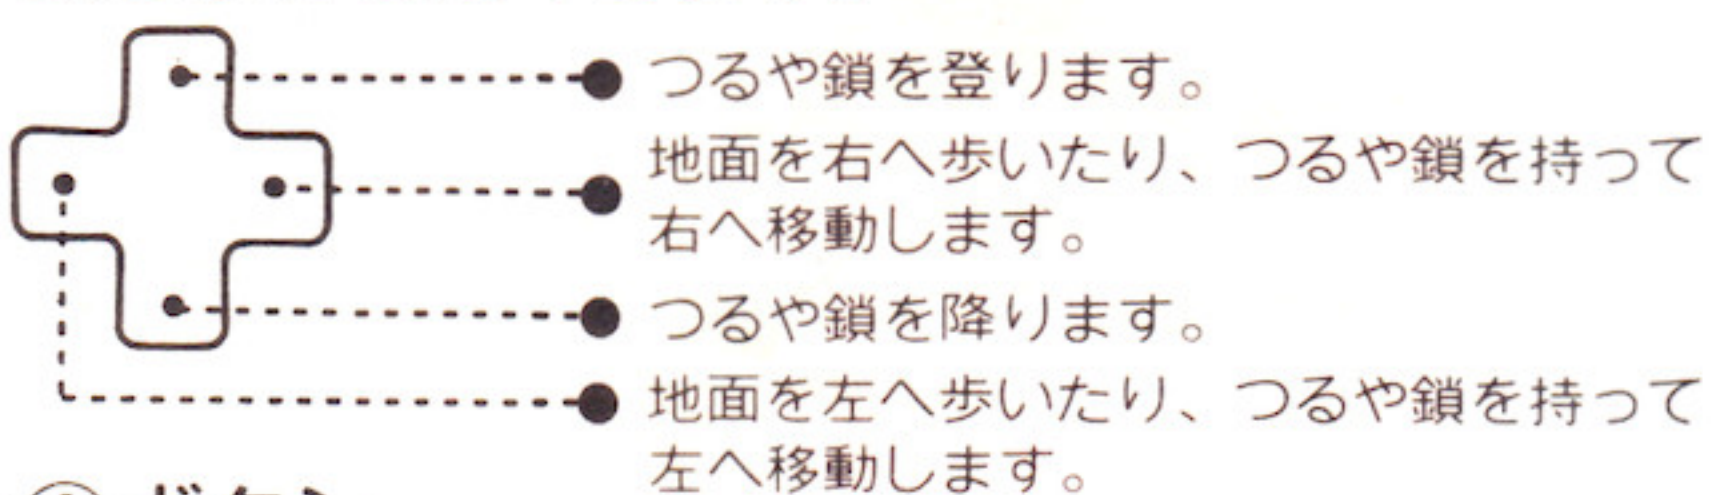 つるや鎖を登ります。
地面を右へ歩いたり、つるや鎖を持って
右へ移動します。
つるや鎖を降ります。
地面を左へ歩いたり、つるや鎖を持って
左へ移動します。